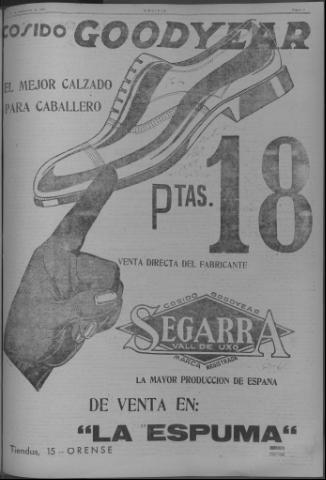 COSIDO GOODYEAR
EL MEJOR CALZADO
PARA CABALLERO
PTAS. 18
VENTA DIRECTA DEL FABRICANTE
COSIDO GOODYEAR
SEGARRA
VALL DE UXO
MARCA REGISTRADA
LA MAYOR PRODUCCION DE ESPANA
DE VENTA EN:
"LA "ESPUMA"
Tiendas, 15 -- ORENSE